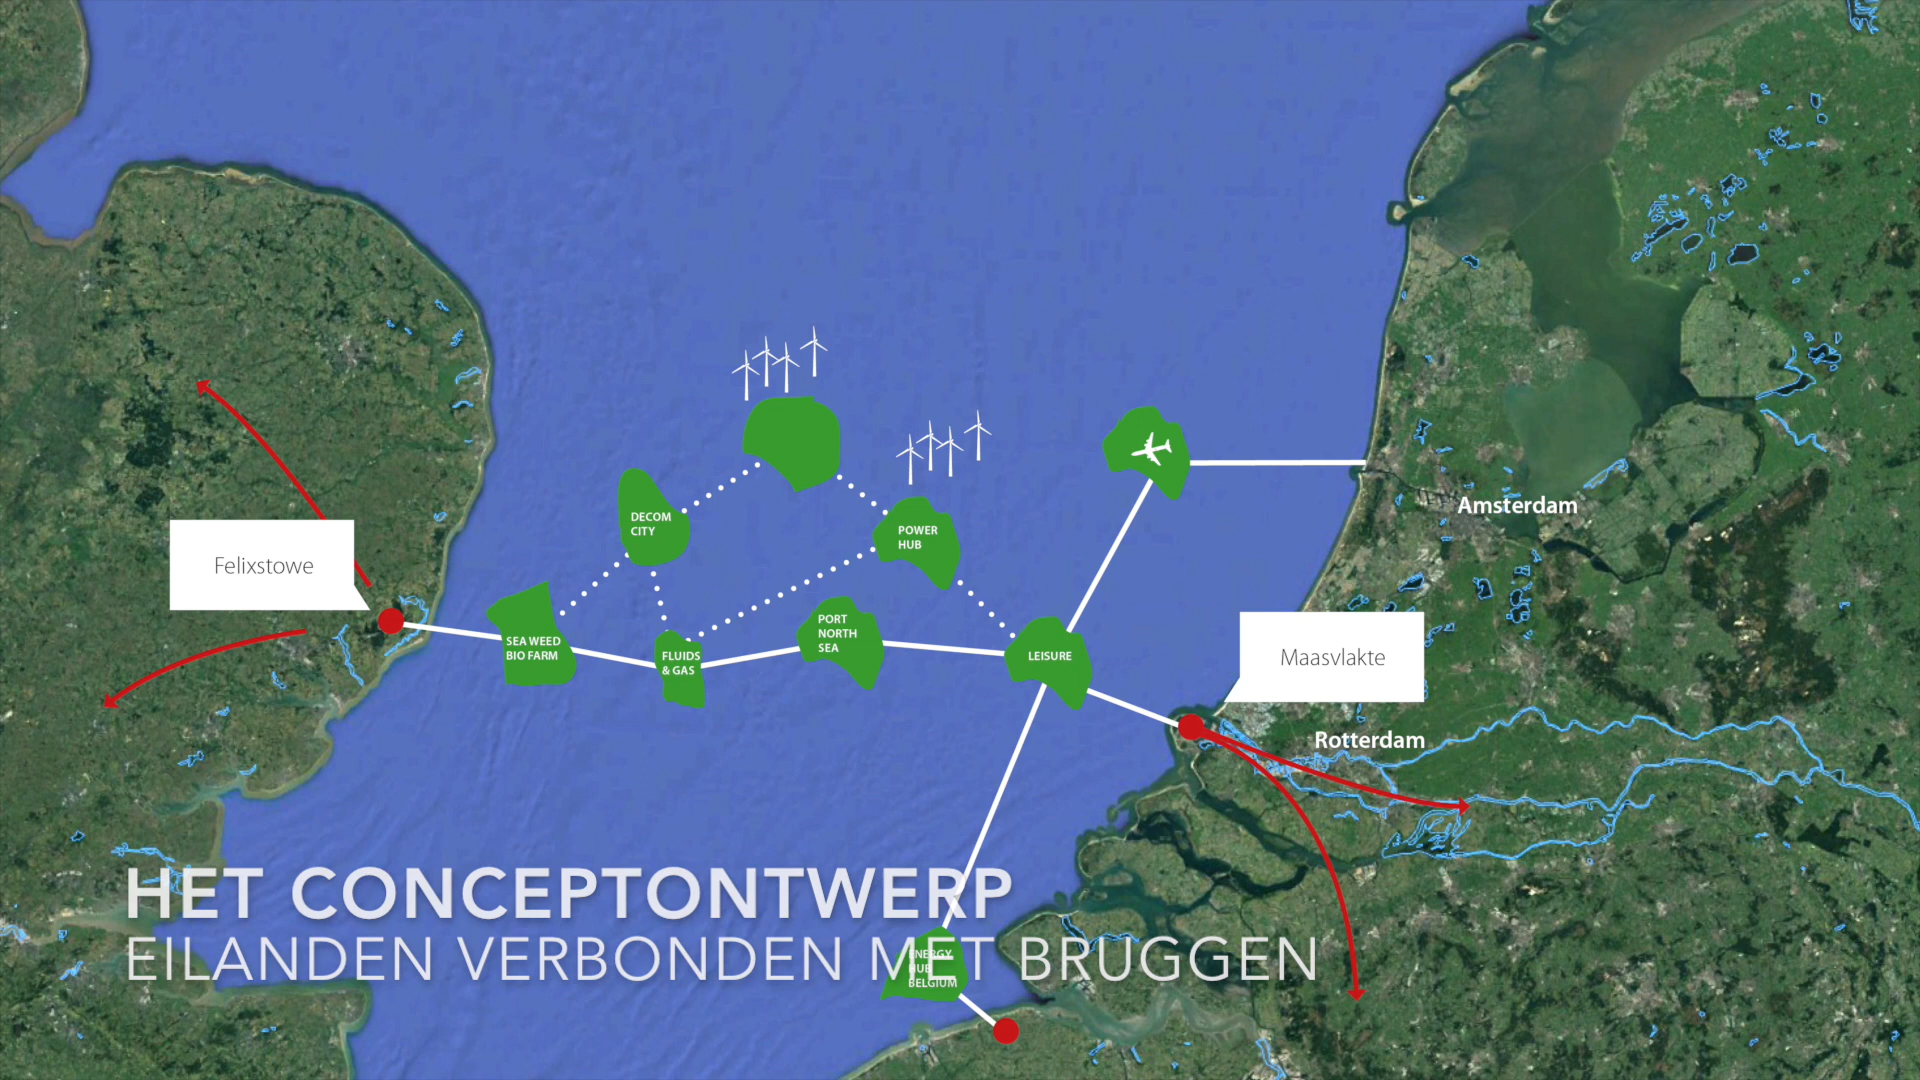 DECOM
CITY
POWER
HUB
Amsterdam
Felixstowe
SEA WEED
BIO FARM
FLUIDS
& GAS
PORT
NORTH
SEA
LEISURE
Maasvlakte
Rotterdam
HET CONCEPTONTWERP
EILANDEN VERBONDEN MET BRUGGEN
ENERGY
HUB
BELGIUM